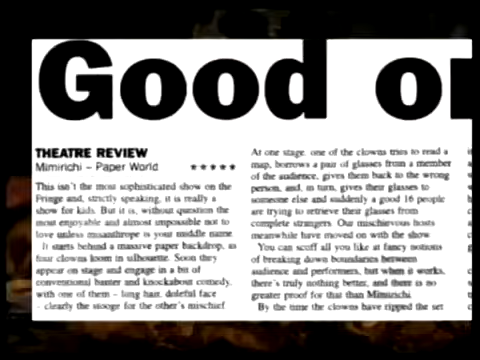 Good or
THEATRE REVIEW
Mimirichi – Paper World ★★★★★
This isn't the most sophisticated show on the
Fringe and, strictly speaking, it is really a
show for kids. But it is, without question the
most enjoyable and almost impossible not to
love unless misanthrope is your middle name.
It starts behind a massive paper backdrop, as
four clowns loom in silhouette. Soon they
appear on stage and engage in a bit of
conventional banter and knockabout comedy,
with one of them – long hair, doleful face
- clearly the stooge for the other's mischief
At one stage, one of the clowns tries to read a
map, borrows a pair of glasses from a member
of the audience, gives them back to the wrong
person, and, in turn, gives their glasses to
someone else and suddenly a good 16 people
are trying to retrieve their glasses from
complete strangers. Our mischievous hosts
meanwhile have moved on with the show.
You can scoff all you like at fancy notions
of breaking down boundaries between
audience and performers, but when it works,
there's truly nothing better, and there is no
greater proof for that than Mimirichi.
By the time the clowns have ripped the set